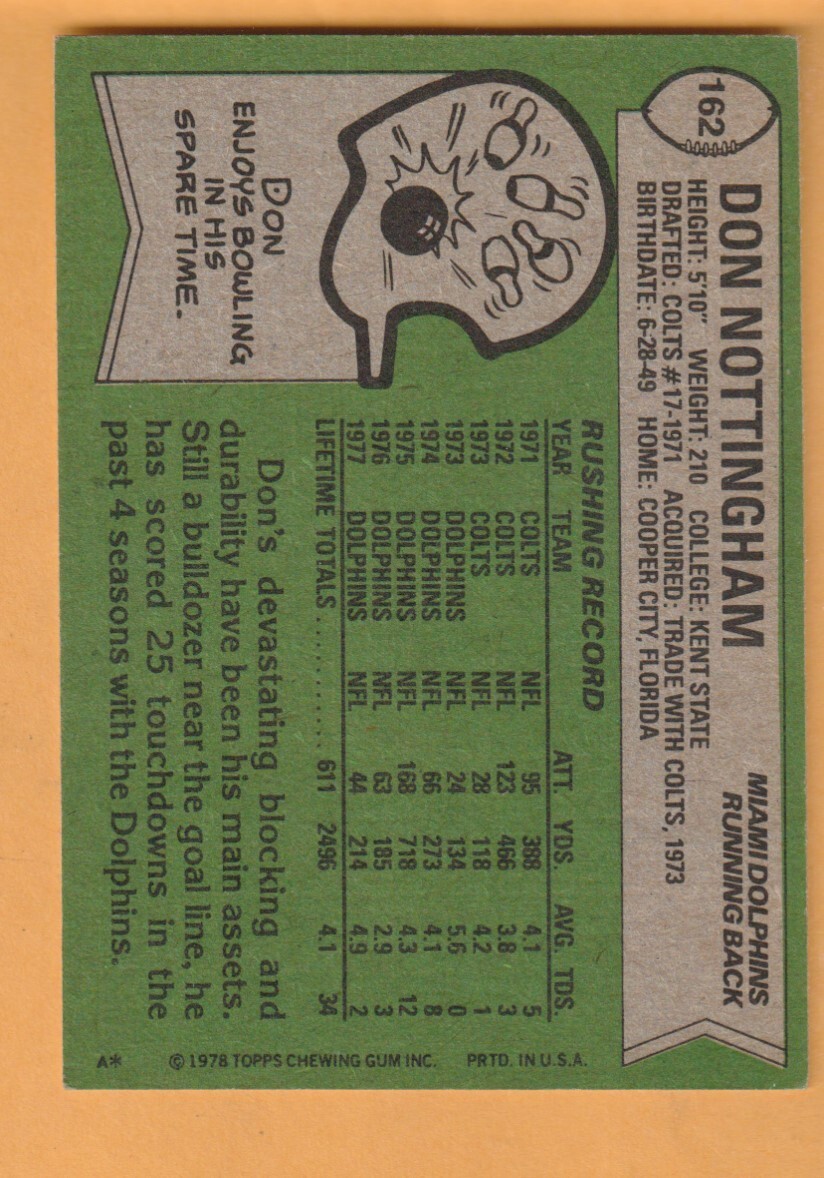 162
DON NOTTINGHAM
MIAMI DOLPHINS
RUNNING BACK
HEIGHT: 5'10" WEIGHT: 210 COLLEGE: KENT STATE
DRAFTED: COLTS #17-1971 ACQUIRED: TRADE WITH COLTS, 1973
BIRTHDATE: 6-28-49 HOME: COOPER CITY, FLORIDA
DON
ENJOYS BOWLING
IN HIS
SPARE TIME.
RUSHING RECORD
YEAR TEAM ATT. YDS. AVG. TDS.
1971 COLTS NFL 95 388 4.1 5
1972 COLTS NFL 123 466 3.8 3
1973 COLTS NFL 28 118 4.2 1
1973 DOLPHINS NFL 24 134 5.6 0
1974 DOLPHINS NFL 66 273 4.1 8
1975 DOLPHINS NFL 168 718 4.3 12
1976 DOLPHINS NFL 63 185 2.9 3
1977 DOLPHINS NFL 44 214 4.9 2
LIFETIME TOTALS ........... 611 2496 4.1 34
Don's devastating blocking and
durability have been his main assets.
Still a bulldozer near the goal line, he
has scored 25 touchdowns in the
past 4 seasons with the Dolphins.
A* © 1978 TOPPS CHEWING GUM INC. PRTD. IN U.S.A.